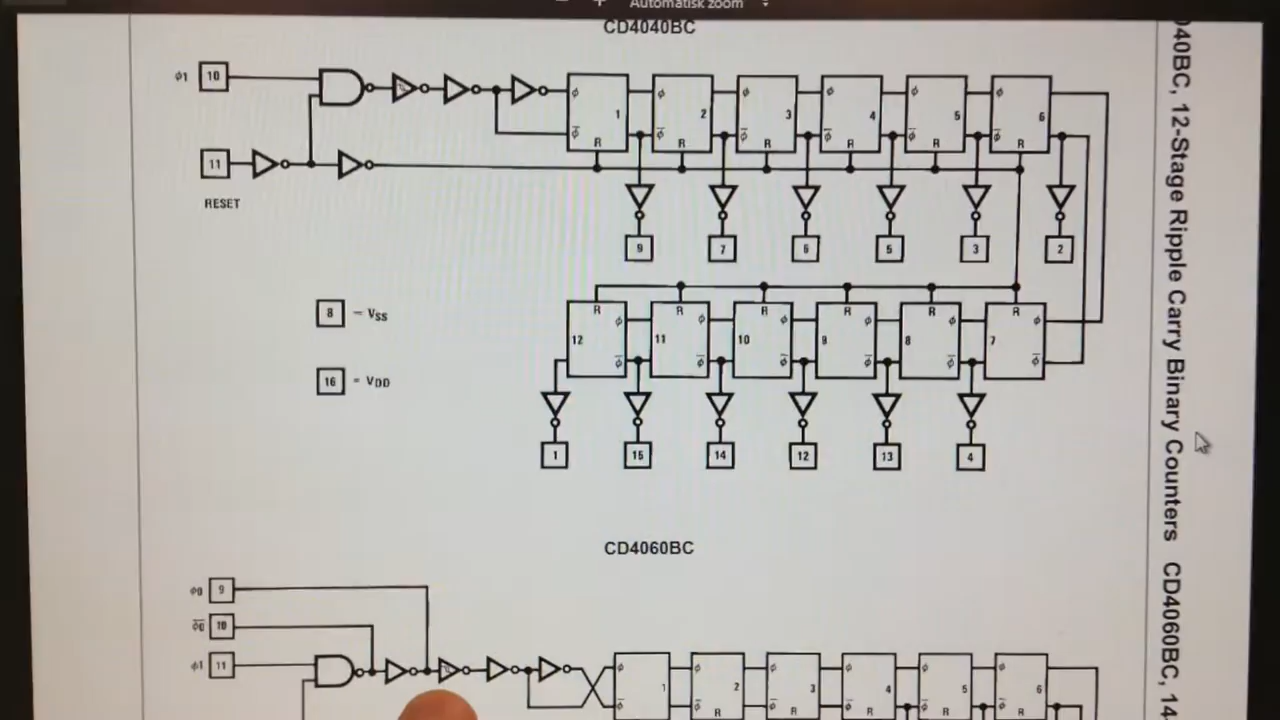 Automatisk zoom
CD4040BC
ϕ1 10
ϕ ϕ ϕ ϕ ϕ ϕ
1 2 3 4 5 6
ϕ̅ ϕ̅ ϕ̅ ϕ̅ ϕ̅ ϕ̅
R R R R R R
11
RESET
9 7 6 5 3 2
8 – VSS
R R R R R R
ϕ ϕ ϕ ϕ ϕ ϕ
12 11 10 9 8 7
ϕ̅ ϕ̅ ϕ̅ ϕ̅ ϕ̅ ϕ̅
16 = VDD
1 15 14 12 13 4
CD4060BC
ϕ0 9
ϕ̅0̅ 10
ϕ1 11
ϕ ϕ ϕ ϕ ϕ ϕ
1 2 3 4 5 6
ϕ̅ ϕ̅ ϕ̅ ϕ̅ ϕ̅ ϕ̅
R R R R R
040BC, 12-Stage Ripple Carry Binary Counters CD4060BC, 14-